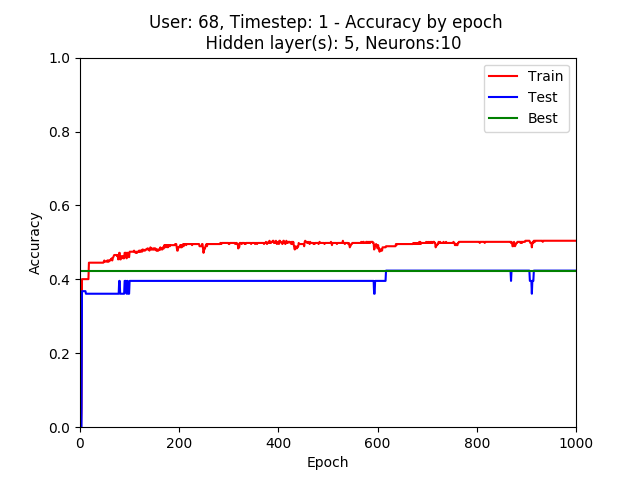 User: 68, Timestep: 1 - Accuracy by epoch
Hidden layer(s): 5, Neurons:10
Train
Test
Best
Accuracy
1.0
0.8
0.6
0.4
0.2
0.0
0 200 400 600 800 1000
Epoch